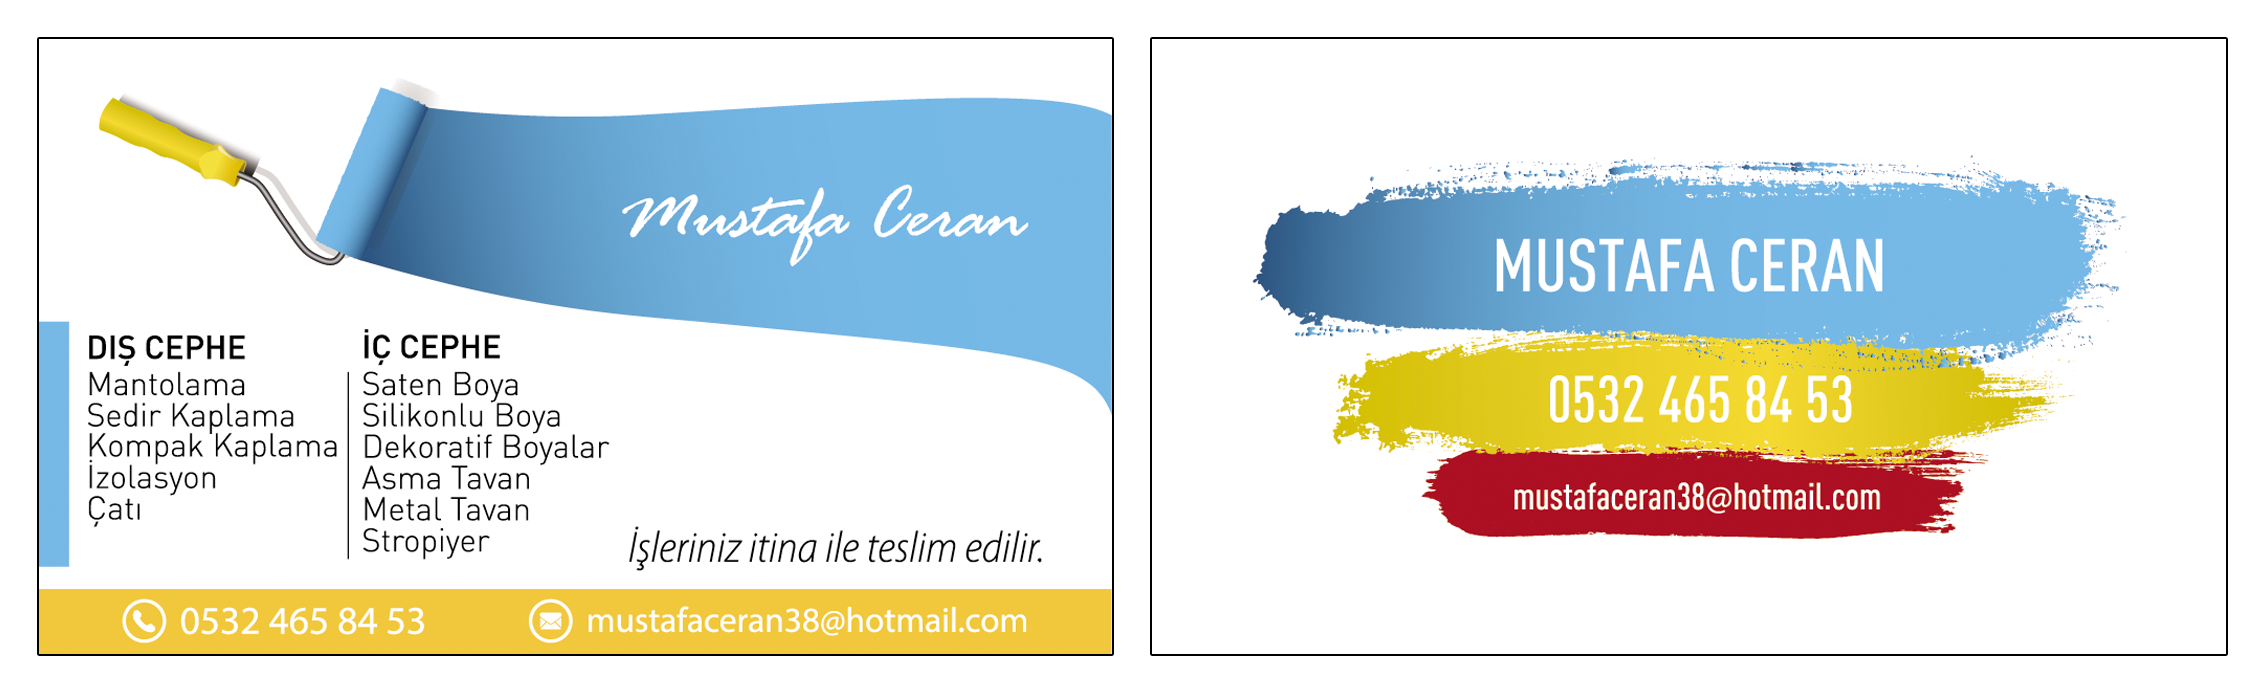 Mustafa Ceran
DIŞ CEPHE
Mantolama
Sedir Kaplama
Kompak Kaplama
İzolasyon
Çatı
İÇ CEPHE
Saten Boya
Silikonlu Boya
Dekoratif Boyalar
Asma Tavan
Metal Tavan
Stropiyer
İşleriniz itina ile teslim edilir.
0532 465 84 53
mustafaceran38@hotmail.com
MUSTAFA CERAN
0532 465 84 53
mustafaceran38@hotmail.com